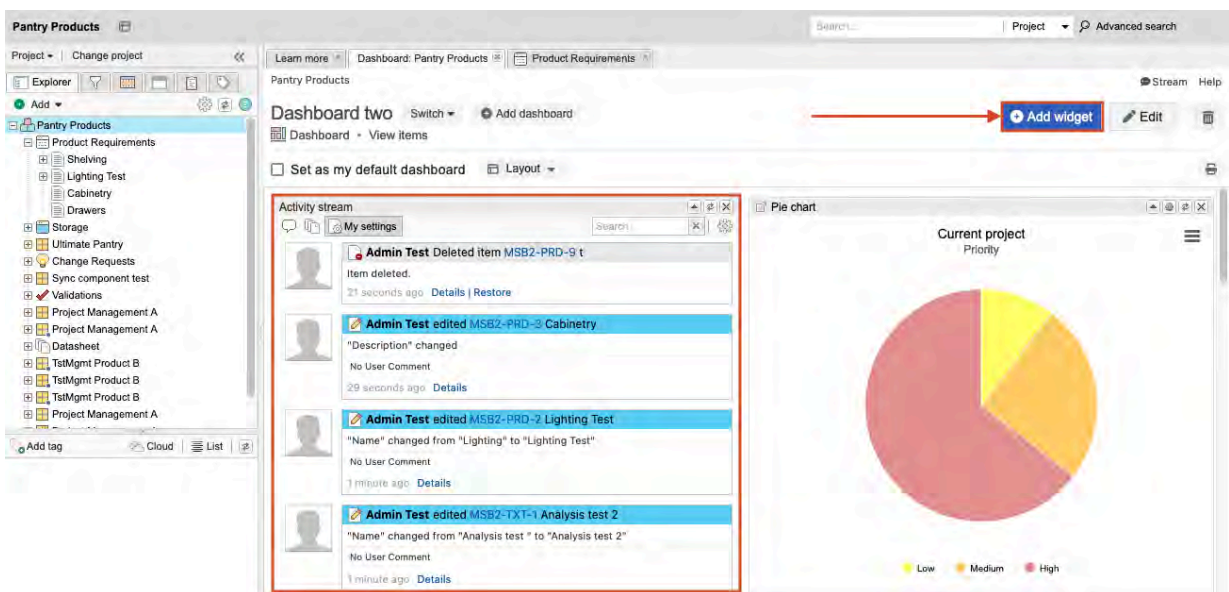 Pantry Products
Search... Project Advanced search
Project Change project
Learn more Dashboard: Pantry Products Product Requirements
Explorer
Pantry Products
Stream Help
Add
Dashboard two Switch Add dashboard
Add widget Edit
Dashboard • View items
Set as my default dashboard Layout
Pantry Products
Product Requirements
Shelving
Lighting Test
Cabinetry
Drawers
Storage
Ultimate Pantry
Change Requests
Sync component test
Validations
Project Management A
Project Management A
Datasheet
TstMgmt Product B
TstMgmt Product B
TstMgmt Product B
Project Management A
Add tag Cloud List
Activity stream
My settings Search
Admin Test Deleted item MSB2-PRD-9 t
Item deleted.
21 seconds ago Details | Restore
Admin Test edited MSB2-PRD-3 Cabinetry
"Description" changed
No User Comment
29 seconds ago Details
Admin Test edited MSB2-PRD-2 Lighting Test
"Name" changed from "Lighting" to "Lighting Test"
No User Comment
1 minute ago Details
Admin Test edited MSB2-TXT-1 Analysis test 2
"Name" changed from "Analysis test " to "Analysis test 2"
No User Comment
1 minute ago Details
Pie chart
Current project
Priority
Low Medium High